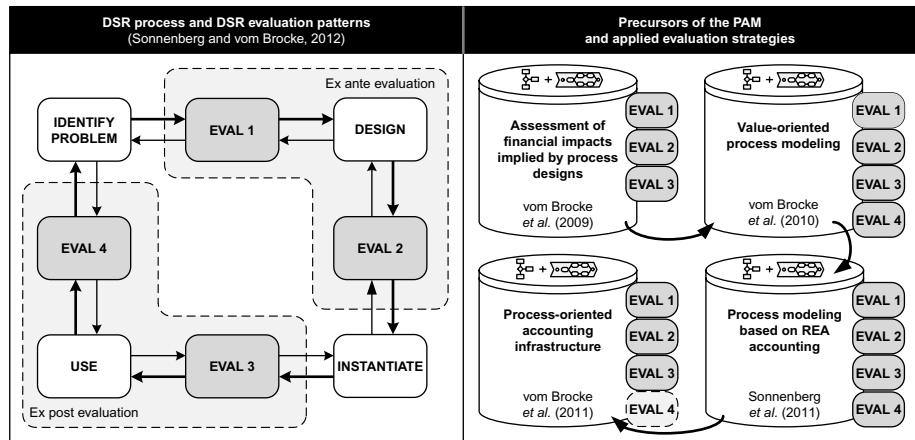 DSR process and DSR evaluation patterns
(Sonnenberg and vom Brocke, 2012)
Ex ante evaluation
IDENTIFY
PROBLEM
EVAL 1
DESIGN
EVAL 4
EVAL 2
USE
EVAL 3
INSTANTIATE
Ex post evaluation
Precursors of the PAM
and applied evaluation strategies
Assessment of
financial impacts
implied by process
designs
vom Brocke
et al. (2009)
EVAL 1
EVAL 2
EVAL 3
Value-oriented
process modeling
vom Brocke
et al. (2010)
EVAL 1
EVAL 2
EVAL 3
EVAL 4
Process-oriented
accounting
infrastructure
vom Brocke
et al. (2011)
EVAL 1
EVAL 2
EVAL 3
EVAL 4
Process modeling
based on REA
accounting
Sonnenberg
et al. (2011)
EVAL 1
EVAL 2
EVAL 3
EVAL 4